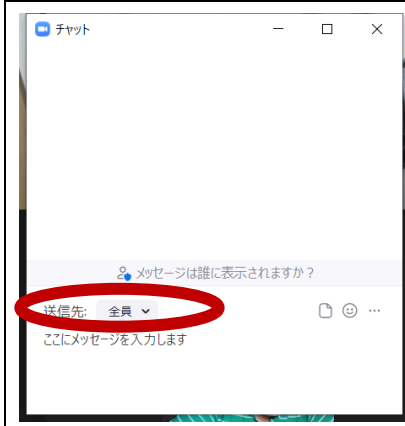 チャット
メッセージは誰に表示されますか？
送信先: 全員
ここにメッセージを入力します